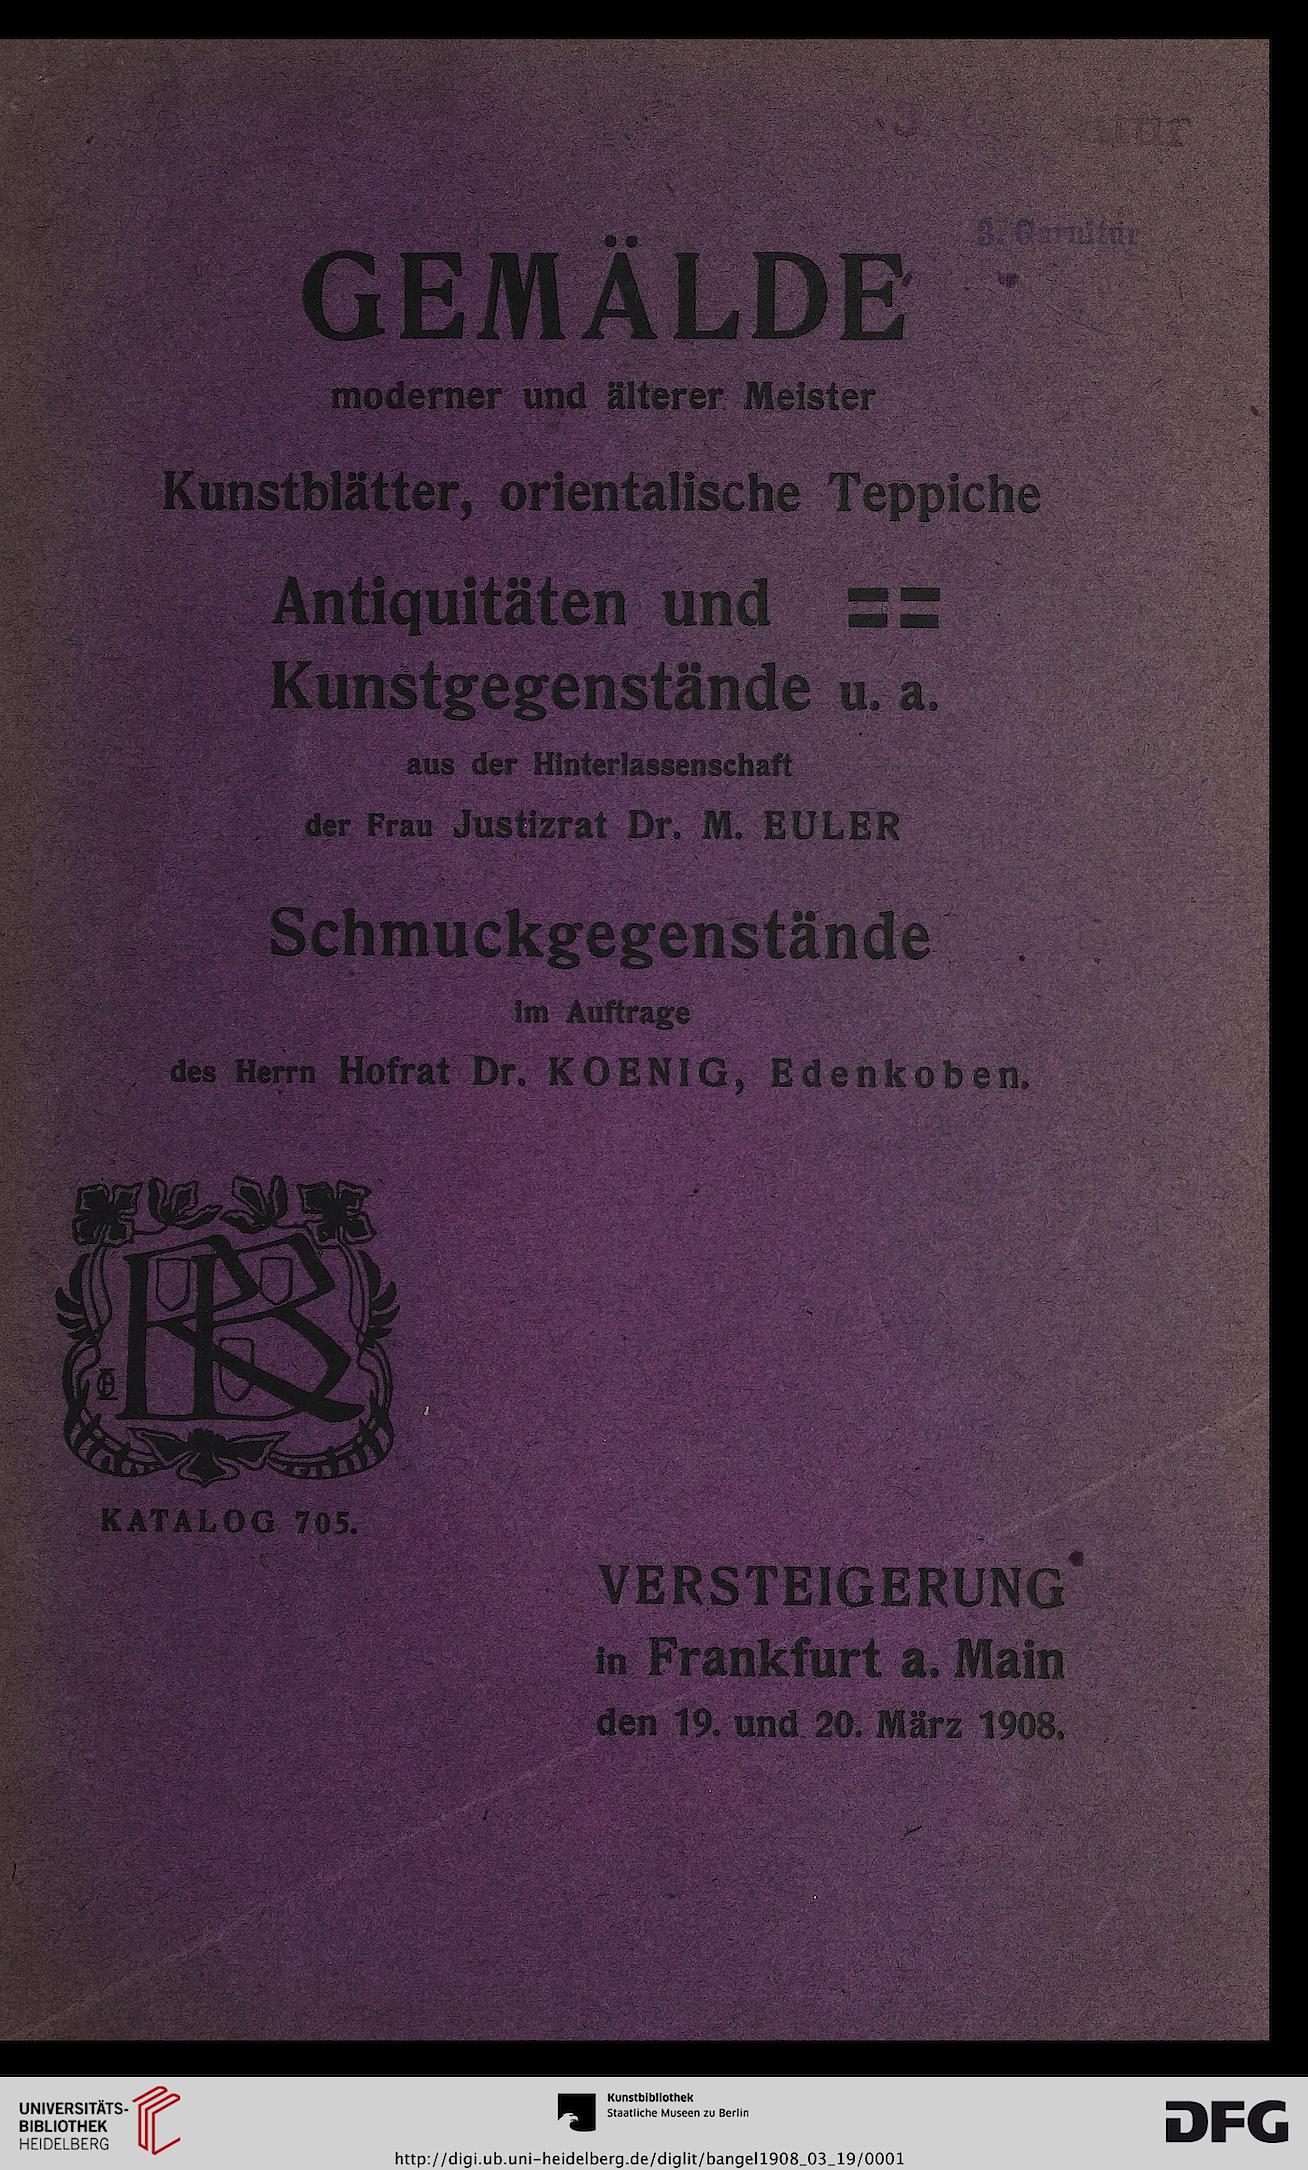 3. Garnitur
GEMÄLDE
moderner und älterer Meister
Kunstblätter, orientalische Teppiche
Antiquitäten und
Kunstgegenstände u. a.
aus der Hinterlassenschaft
der Frau Justizrat Dr. M. EULER
Schmuckgegenstände
im Auftrage
des Herrn Hofrat Dr. KOENIG, Edenkoben.
KATALOG 705.
VERSTEIGERUNG
in Frankfurt a. Main
den 19. und 20. März 1908.
UNIVERSITÄTS-
BIBLIOTHEK
HEIDELBERG
Kunstbibliothek
Staatliche Museen zu Berlin
DFG
http://digi.ub.uni-heidelberg.de/diglit/bangel1908_03_19/0001